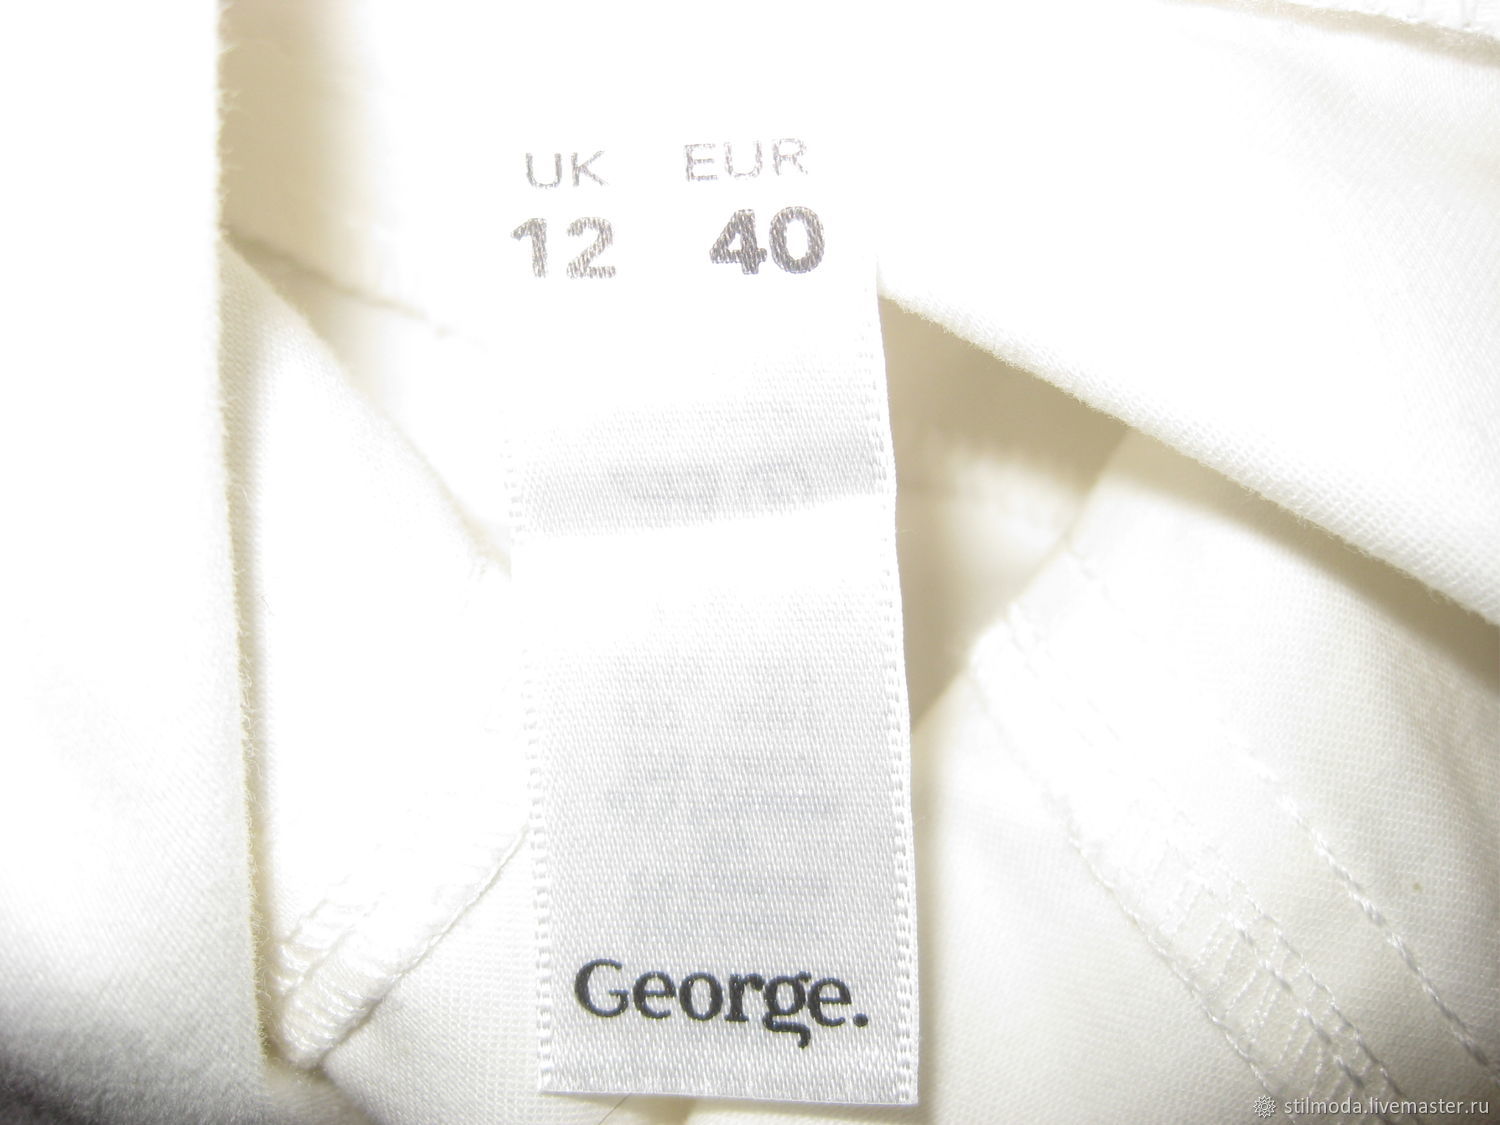 UK EUR
12 40
George.
stilmoda.livemaster.ru